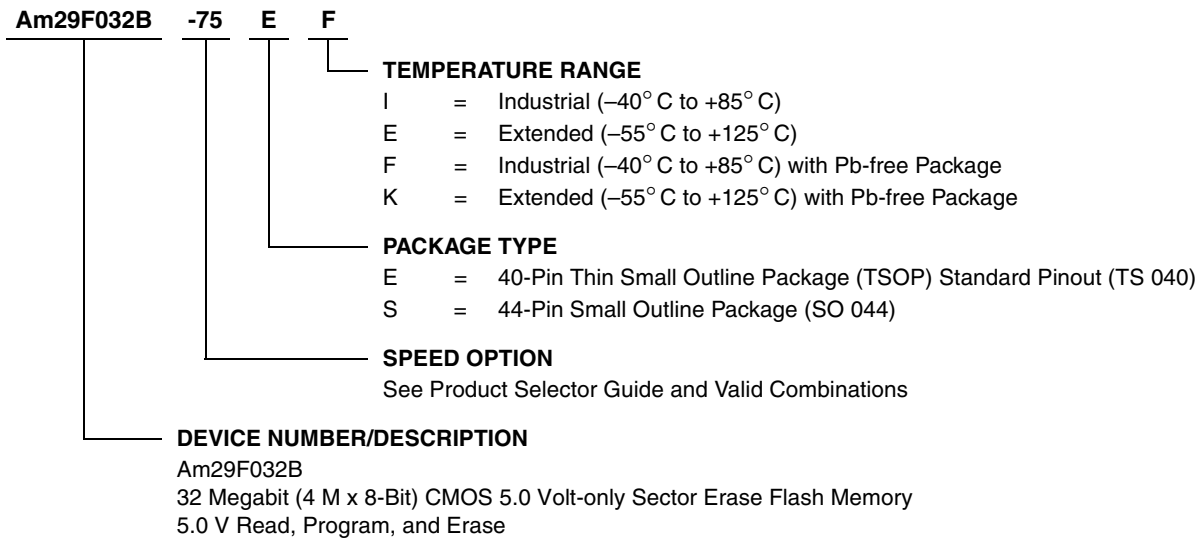 Am29F032B -75 E F
TEMPERATURE RANGE
I = Industrial (–40° C to +85° C)
E = Extended (–55° C to +125° C)
F = Industrial (–40° C to +85° C) with Pb-free Package
K = Extended (–55° C to +125° C) with Pb-free Package
PACKAGE TYPE
E = 40-Pin Thin Small Outline Package (TSOP) Standard Pinout (TS 040)
S = 44-Pin Small Outline Package (SO 044)
SPEED OPTION
See Product Selector Guide and Valid Combinations
DEVICE NUMBER/DESCRIPTION
Am29F032B
32 Megabit (4 M x 8-Bit) CMOS 5.0 Volt-only Sector Erase Flash Memory
5.0 V Read, Program, and Erase